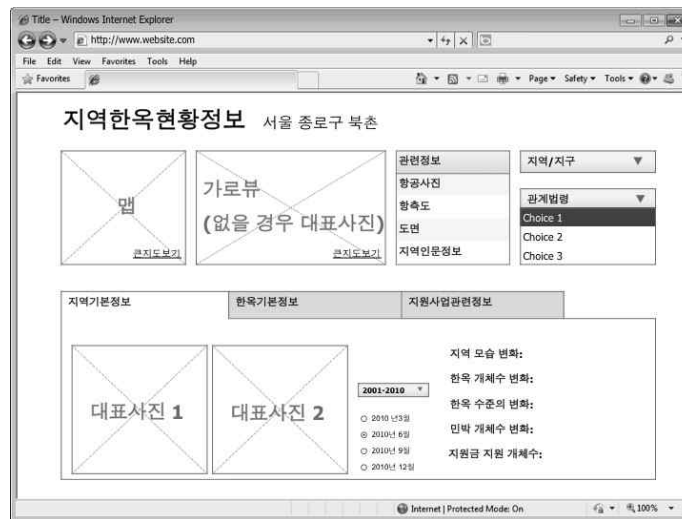 Title – Windows Internet Explorer
http://www.website.com
File Edit View Favorites Tools Help
Favorites
Page Safety Tools
지역한옥현황정보 서울 종로구 북촌
맵
큰지도보기
가로뷰
(없을 경우 대표사진)
큰지도보기
관련정보
항공사진
항측도
도면
지역인문정보
지역/지구
관계법령
Choice 1
Choice 2
Choice 3
지역기본정보
한옥기본정보
지원사업관련정보
대표사진 1
대표사진 2
2001-2010
2010 년3월
2010년 6월
2010년 9월
2010년 12월
지역 모습 변화:
한옥 개체수 변화:
한옥 수준의 변화:
민박 개체수 변화:
지원금 지원 개체수:
Internet | Protected Mode: On
100%